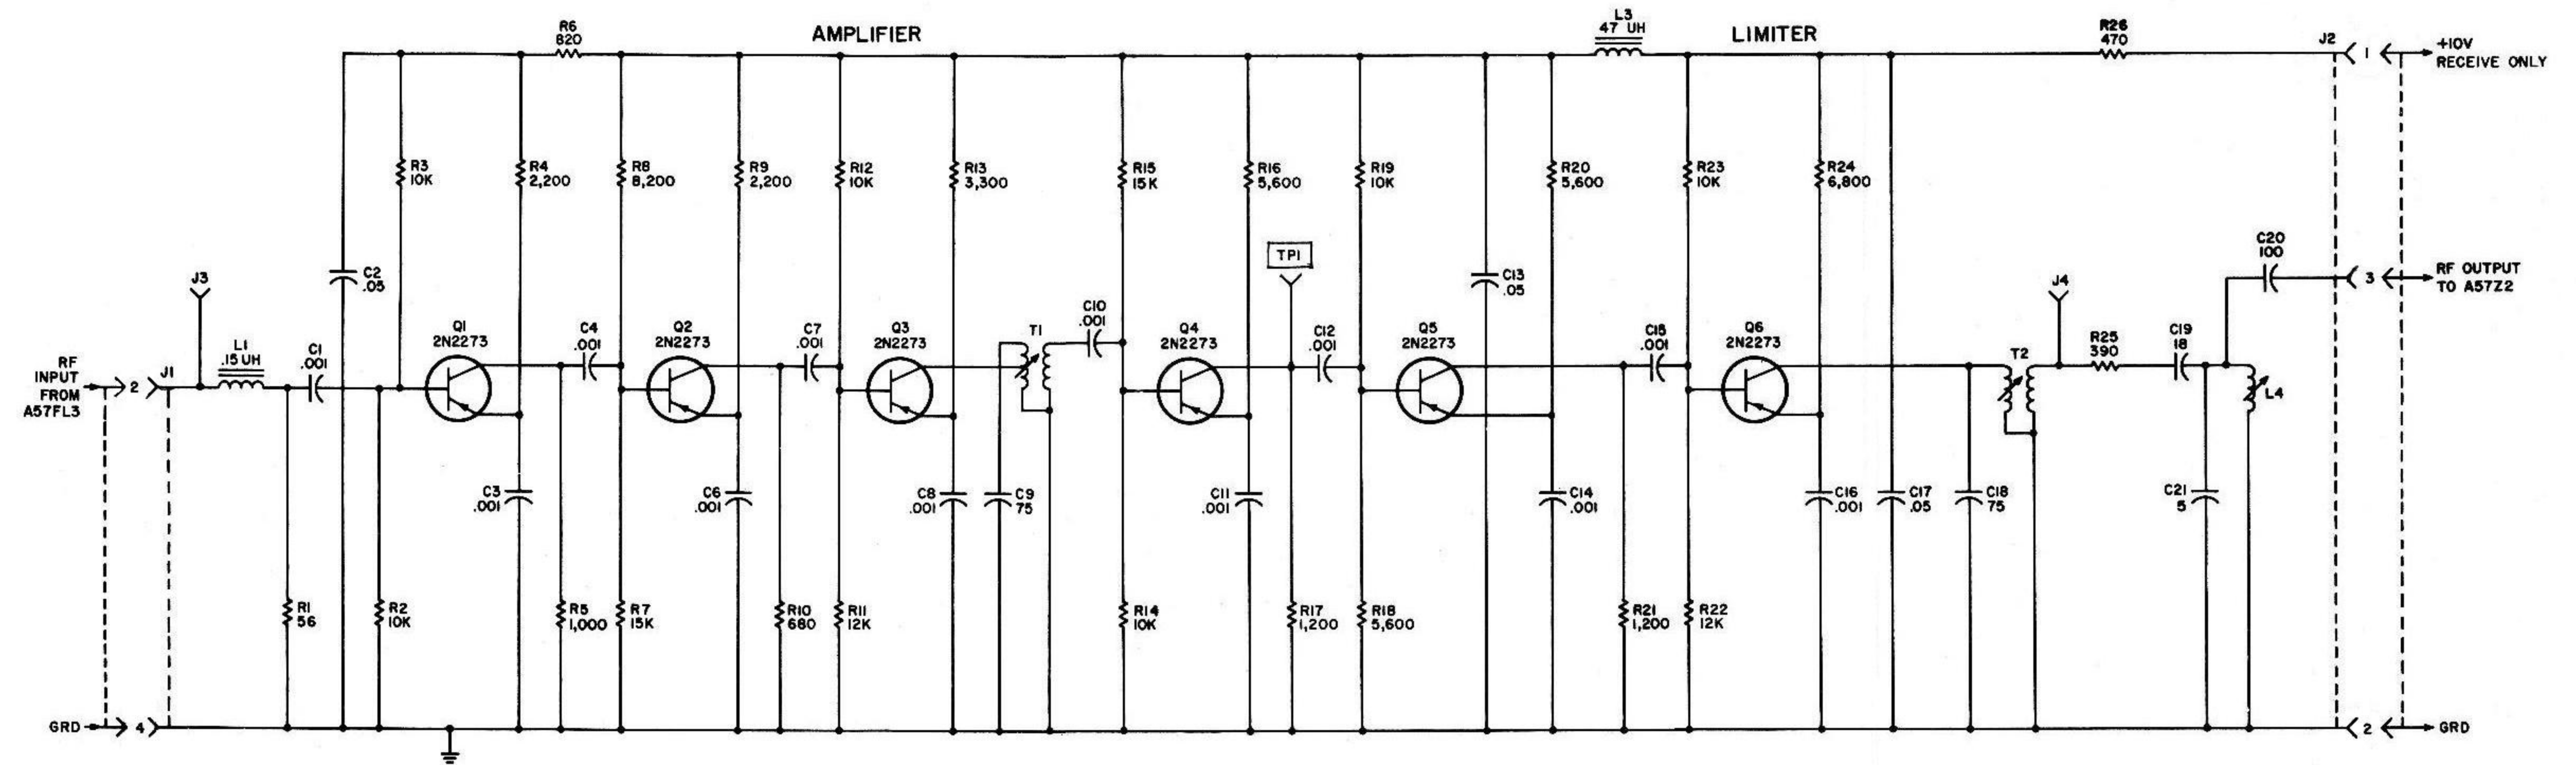 AMPLIFIER
LIMITER
R6
820
L3
47 UH
R26
470
J2
1
+10V
RECEIVE ONLY
R3
10K
R4
2,200
R8
8,200
R9
2,200
R12
10K
R13
3,300
R15
15K
R16
5,600
R19
10K
R20
5,600
R23
10K
R24
6,800
TP1
C2
.05
C13
.05
C20
100
3
RF OUTPUT
TO A57Z2
J3
J4
RF
INPUT
FROM
A57FL3
2
J1
L1
.15 UH
C1
.001
Q1
2N2273
C4
.001
Q2
2N2273
C7
.001
Q3
2N2273
T1
C10
.001
Q4
2N2273
C12
.001
Q5
2N2273
C15
.001
Q6
2N2273
T2
R25
390
C19
18
L4
C3
.001
C6
.001
C8
.001
C9
75
C11
.001
C14
.001
C16
.001
C17
.05
C18
75
C21
5
R1
56
R2
10K
R5
1,000
R7
15K
R10
680
R11
12K
R14
10K
R17
1,200
R18
5,600
R21
1,200
R22
12K
GRD
4
2
GRD